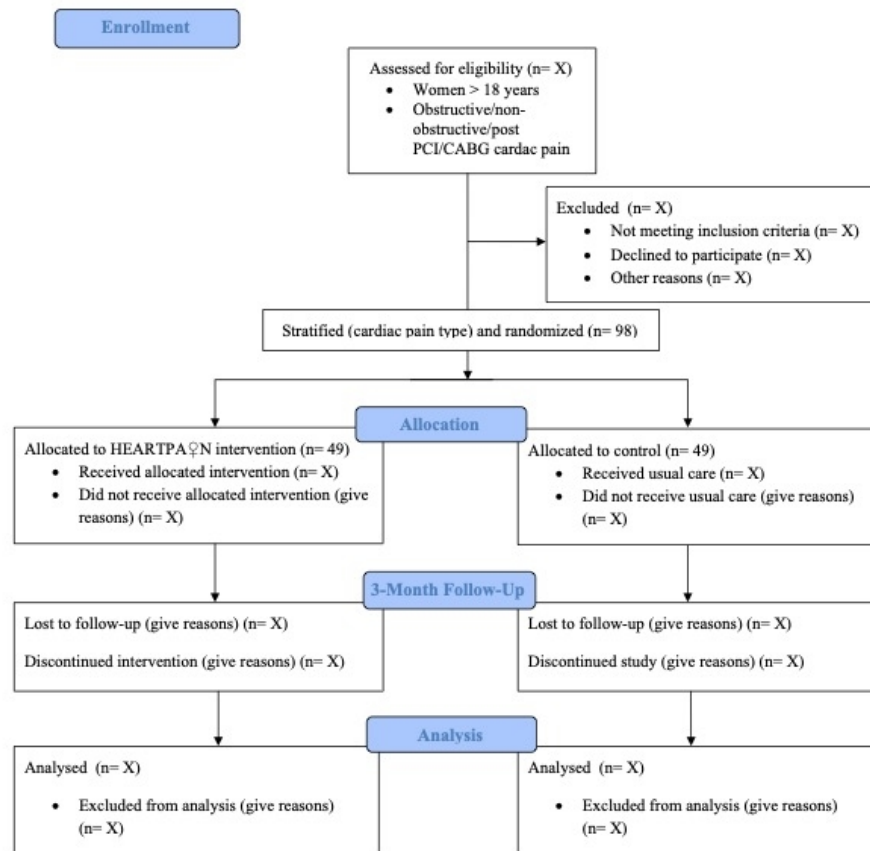 Enrollment
Assessed for eligibility (n= X)
• Women > 18 years
• Obstructive/non-
obstructive/post
PCI/CABG cardac pain
Excluded (n= X)
• Not meeting inclusion criteria (n= X)
• Declined to participate (n= X)
• Other reasons (n= X)
Stratified (cardiac pain type) and randomized (n= 98)
Allocation
Allocated to HEARTPA♀N intervention (n= 49)
• Received allocated intervention (n= X)
• Did not receive allocated intervention (give
reasons) (n= X)
Allocated to control (n= 49)
• Received usual care (n= X)
• Did not receive usual care (give reasons)
(n= X)
3-Month Follow-Up
Lost to follow-up (give reasons) (n= X)
Discontinued intervention (give reasons) (n= X)
Lost to follow-up (give reasons) (n= X)
Discontinued study (give reasons) (n= X)
Analysis
Analysed (n= X)
• Excluded from analysis (give reasons)
(n= X)
Analysed (n= X)
• Excluded from analysis (give reasons)
(n= X)